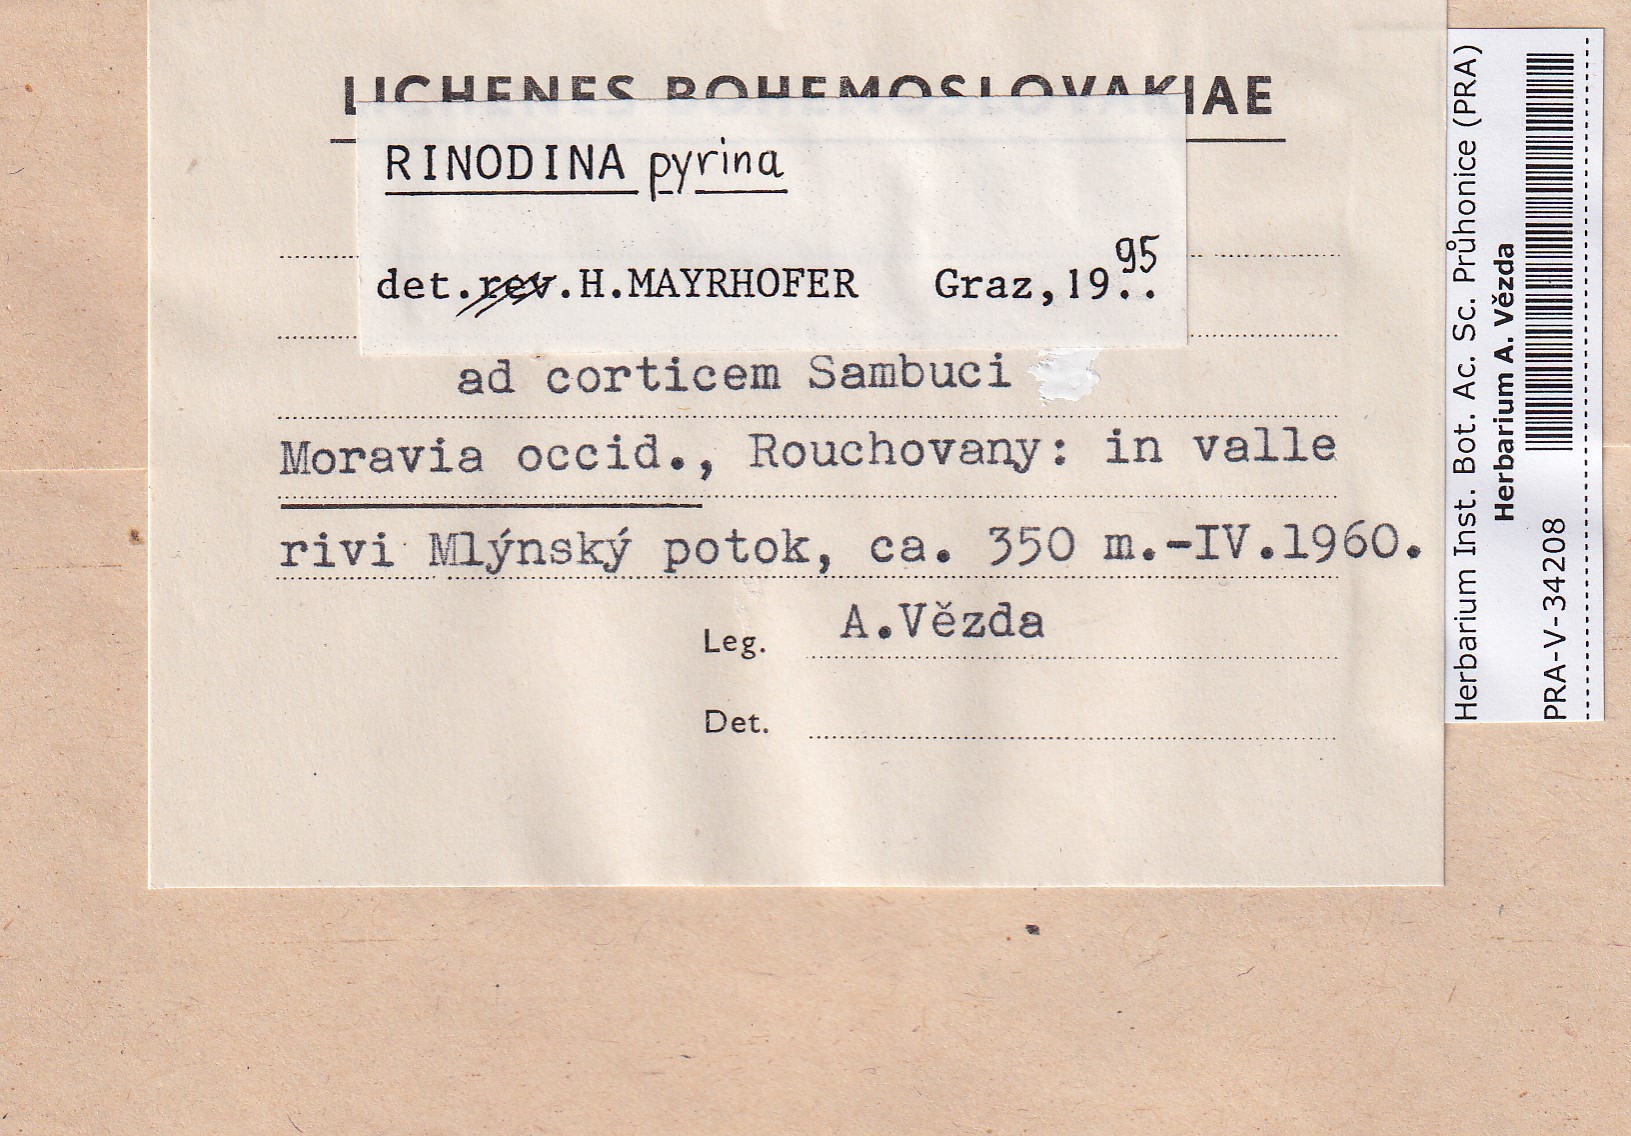 LICHENES BOHEMOSLOVAKIAE
RINODINA pyrina
det.rev.H.MAYRHOFER Graz,1995
ad corticem Sambuci
Moravia occid., Rouchovany: in valle
rivi Mlýnský potok, ca. 350 m.-IV.1960.
Leg. A.Vězda
Det.
Herbarium Inst. Bot. Ac. Sc. Průhonice (PRA)
Herbarium A. Vězda
PRA-V-34208